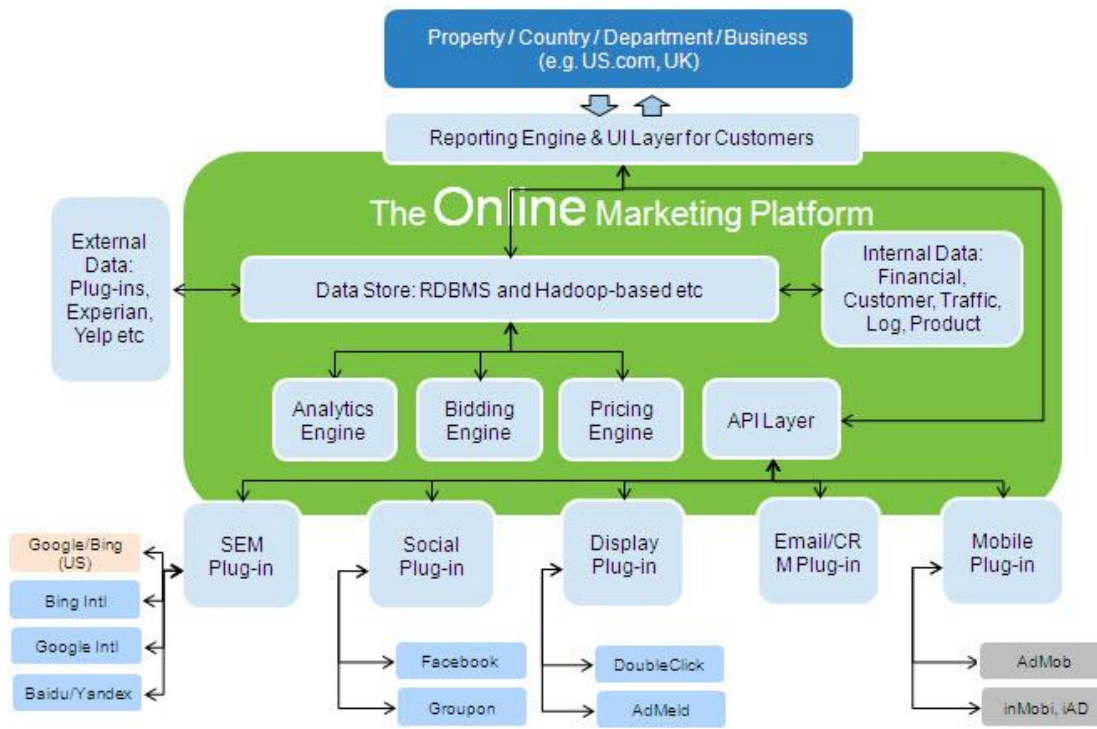 Property / Country / Department / Business
(e.g. US.com, UK)
Reporting Engine & UI Layer for Customers
The Online Marketing Platform
External
Data:
Plug-ins,
Experian,
Yelp etc
Data Store: RDBMS and Hadoop-based etc
Internal Data:
Financial,
Customer, Traffic,
Log, Product
Analytics
Engine
Bidding
Engine
Pricing
Engine
API Layer
SEM
Plug-in
Social
Plug-in
Display
Plug-in
Email/CR
M Plug-in
Mobile
Plug-in
Google/Bing
(US)
Bing Intl
Google Intl
Baidu/Yandex
Facebook
Groupon
DoubleClick
AdMeld
AdMob
inMobi, iAD